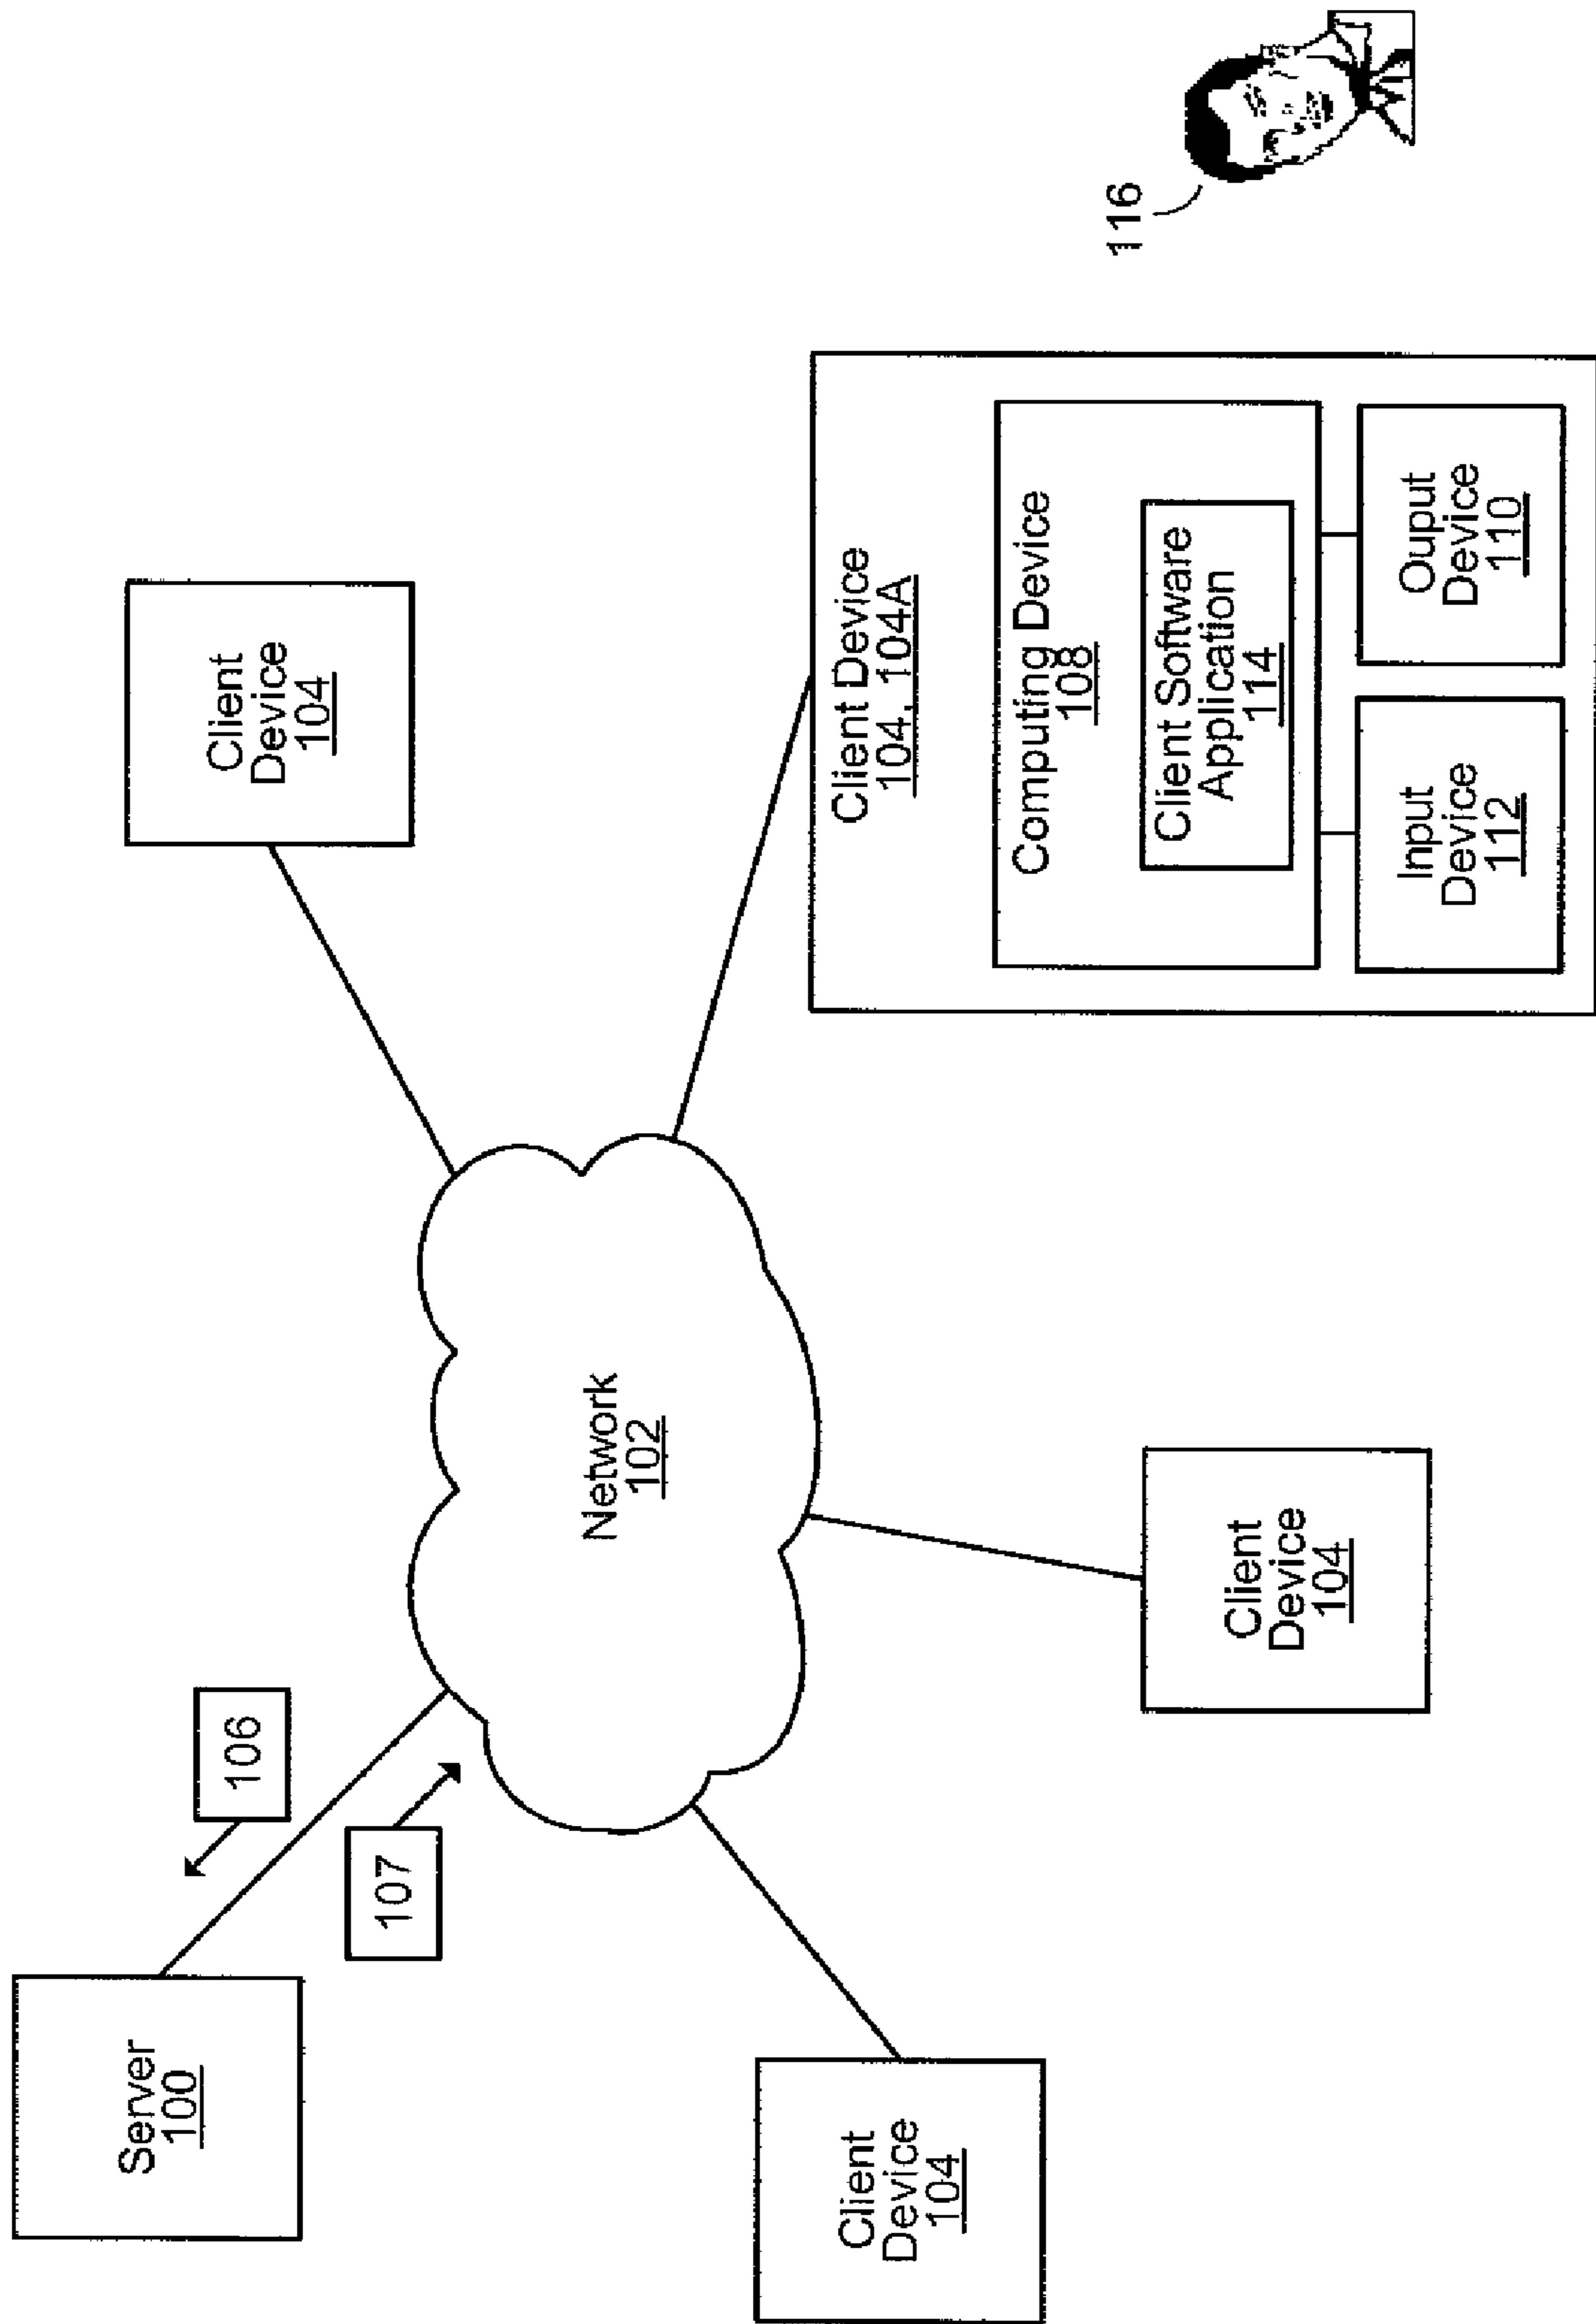 Server
100
106
107
Client
Device
104
Network
102
Client
Device
104
Client
Device
104
Client Device
104, 104A
Computing Device
108
Client Software
Application
114
Input
Device
112
Ouput
Device
110
116